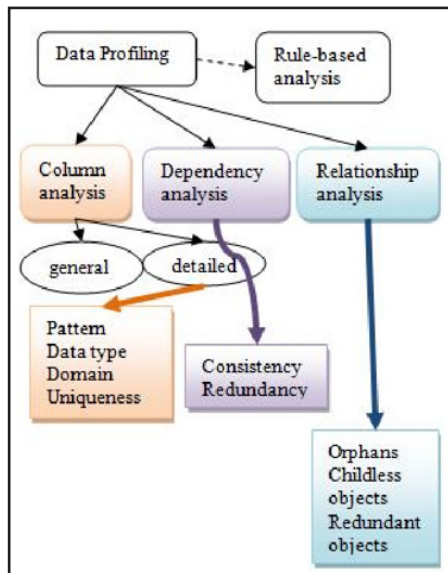 Data Profiling
Rule-based
analysis
Column
analysis
Dependency
analysis
Relationship
analysis
general
detailed
Pattern
Data type
Domain
Uniqueness
Consistency
Redundancy
Orphans
Childless
objects
Redundant
objects